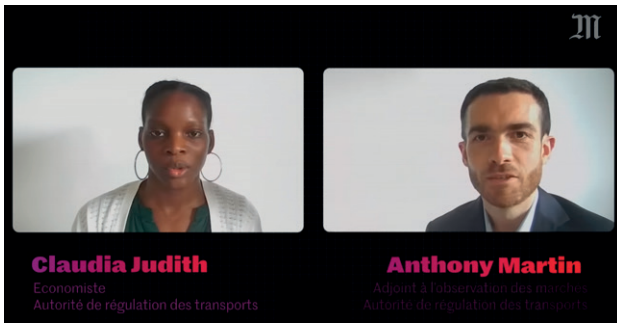 M
Claudia Judith
Economiste
Autorité de régulation des transports
Anthony Martin
Adjoint à l'observation des marchés
Autorité de régulation des transports